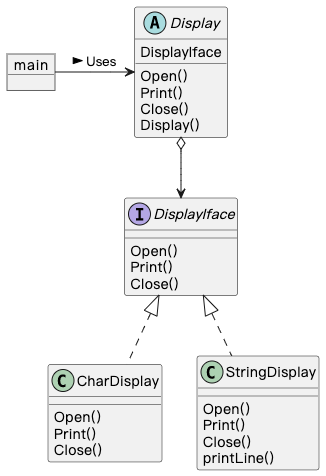 A Display
DisplayIface
main
Uses
Open()
Print()
Close()
Display()
I DisplayIface
Open()
Print()
Close()
C CharDisplay
Open()
Print()
Close()
C StringDisplay
Open()
Print()
Close()
printLine()